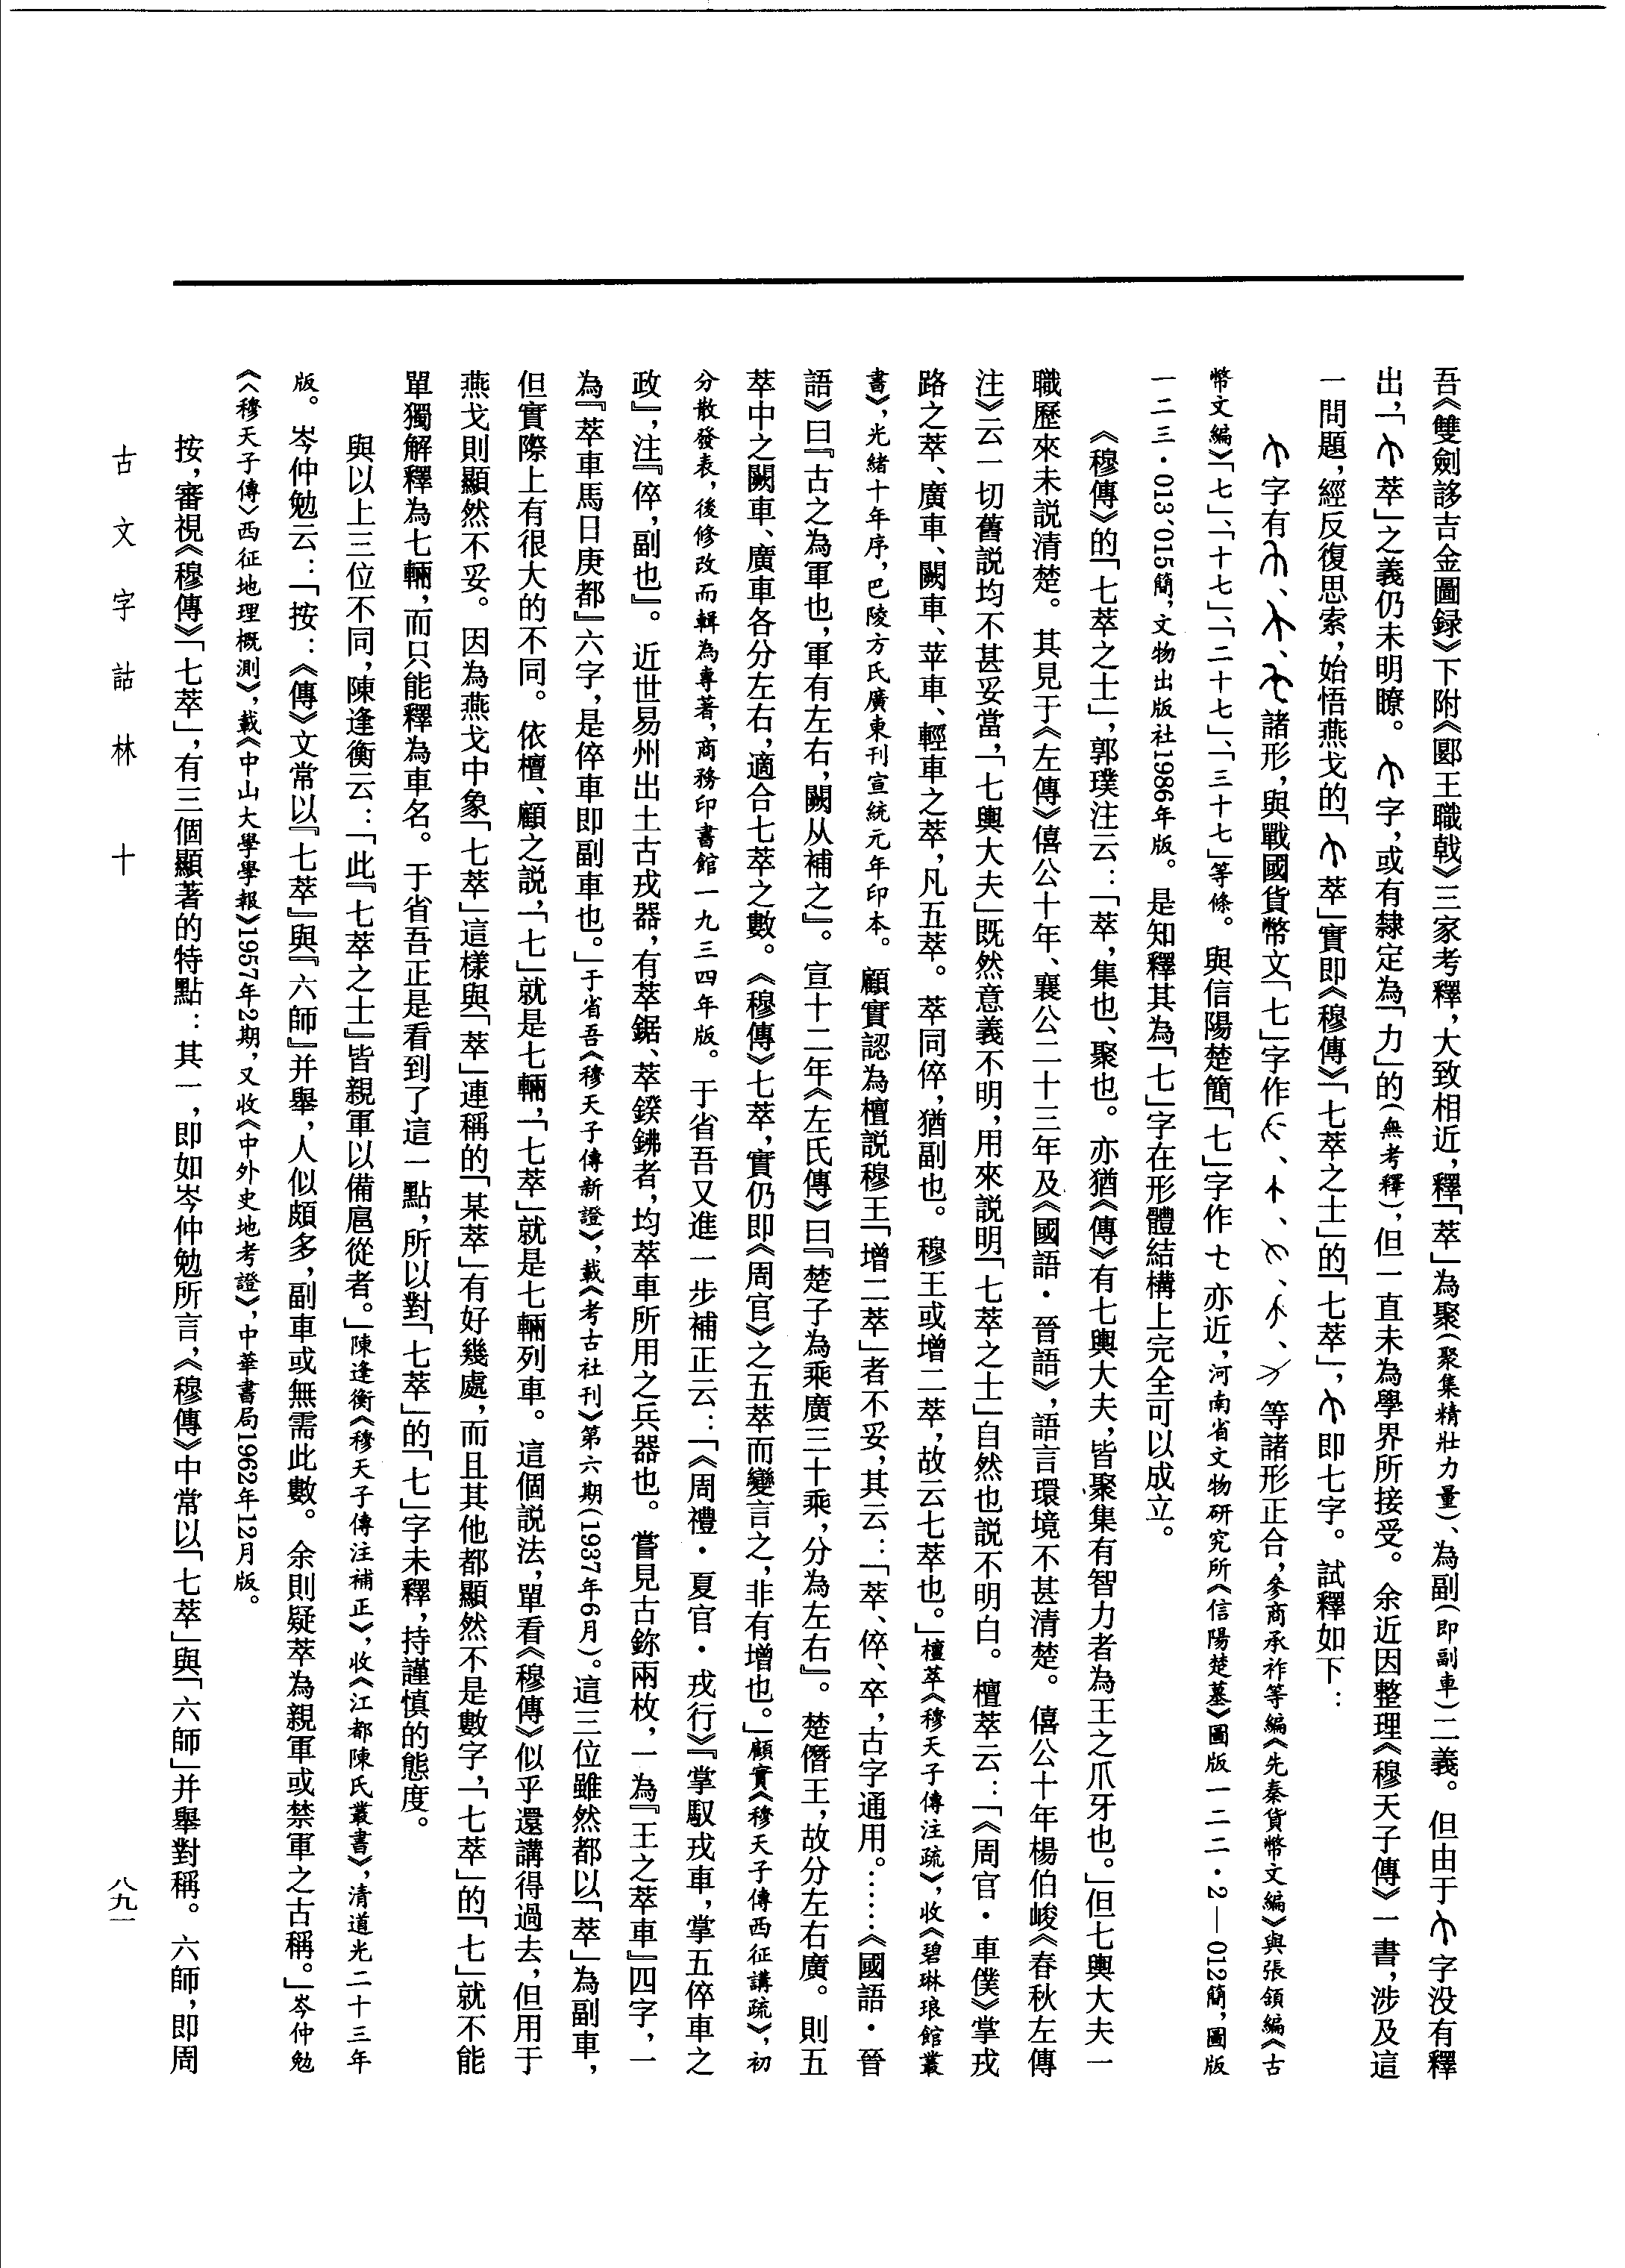 吾《雙劍誃吉金圖録》下附《郾王職戟》三家考釋，大致相近，釋「萃」為聚（聚集精壯力量）、為副（即副車）二義。但由于字没有釋
出，「萃」之義仍未明瞭。字，或有隸定為「力」的（無考釋），但一直未為學界所接受。余近因整理《穆天子傳》一書，涉及這
一問題，經反復思索，始悟燕戈的「萃」實即《穆傳》「七萃之士」的「七萃」，即七字。試釋如下：
字有、、諸形，與戰國貨幣文「七」字作、、、、等諸形正合，參商承祚等編《先秦貨幣文編》與張頷編《古
幣文編》「七」、「十七」、「二十七」、「三十七」等條。與信陽楚簡「七」字作亦近，河南省文物研究所《信陽楚墓》圖版一二二·2—012簡，圖版
一二三·013、015簡，文物出版社1986年版。是知釋其為「七」字在形體結構上完全可以成立。
《穆傳》的「七萃之士」，郭璞注云：「萃，集也、聚也。亦猶《傳》有七輿大夫，皆聚集有智力者為王之爪牙也。」但七輿大夫一
職歷來未説清楚。其見于《左傳》僖公十年、襄公二十三年及《國語·晉語》，語言環境不甚清楚。僖公十年楊伯峻《春秋左傳
注》云一切舊説均不甚妥當，「七輿大夫」既然意義不明，用來説明「七萃之士」自然也説不明白。檀萃云：「《周官·車僕》掌戎
路之萃、廣車、闕車、苹車、輕車之萃，凡五萃。萃同倅，猶副也。穆王或增二萃，故云七萃也。」檀萃《穆天子傳注疏》，收《碧琳琅館叢
書》，光緒十年序，巴陵方氏廣東刊宣統元年印本。顧實認為檀説穆王「增二萃」者不妥，其云：「萃、倅、卒，古字通用。……《國語·晉
語》曰『古之為軍也，軍有左右，闕从補之』。宣十二年《左氏傳》曰『楚子為乘廣三十乘，分為左右』。楚僭王，故分左右廣。則五
萃中之闕車、廣車各分左右，適合七萃之數。《穆傳》七萃，實仍即《周官》之五萃而變言之，非有增也。」顧實《穆天子傳西征講疏》，初
分散發表，後修改而輯為專著，商務印書館一九三四年版。于省吾又進一步補正云：「《周禮·夏官·戎行》『掌馭戎車，掌五倅車之
政』，注『倅，副也』。近世易州出土古戎器，有萃鋸、萃鍨鉘者，均萃車所用之兵器也。嘗見古鉨兩枚，一為『王之萃車』四字，一
為『萃車馬日庚都』六字，是倅車即副車也。」于省吾《穆天子傳新證》，載《考古社刊》第六期（1937年6月）。這三位雖然都以「萃」為副車，
但實際上有很大的不同。依檀、顧之説，「七」就是七輛，「七萃」就是七輛列車。這個説法，單看《穆傳》似乎還講得過去，但用于
燕戈則顯然不妥。因為燕戈中象「七萃」這樣與「萃」連稱的「某萃」有好幾處，而且其他都顯然不是數字，「七萃」的「七」就不能
單獨解釋為七輛，而只能釋為車名。于省吾正是看到了這一點，所以對「七萃」的「七」字未釋，持謹慎的態度。
與以上三位不同，陳逢衡云：「此『七萃之士』皆親軍以備扈從者。」陳逢衡《穆天子傳注補正》，收《江都陳氏叢書》，清道光二十三年
版。岑仲勉云：「按：《傳》文常以『七萃』與『六師』并舉，人似頗多，副車或無需此數。余則疑萃為親軍或禁軍之古稱。」岑仲勉
《〈穆天子傳〉西征地理概測》，載《中山大學學報》1957年2期，又收《中外史地考證》，中華書局1962年12月版。
按，審視《穆傳》「七萃」，有三個顯著的特點：其一，即如岑仲勉所言，《穆傳》中常以「七萃」與「六師」并舉對稱。六師，即周
古文字詁林 十
八九一